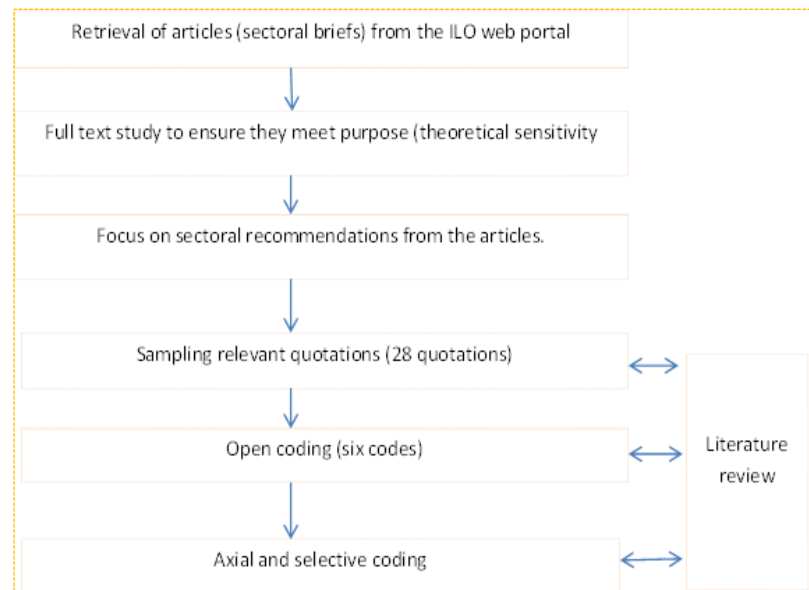 Retrieval of articles (sectoral briefs) from the ILO web portal
Full text study to ensure they meet purpose (theoretical sensitivity
Focus on sectoral recommendations from the articles.
Sampling relevant quotations (28 quotations)
Open coding (six codes)
Axial and selective coding
Literature
review